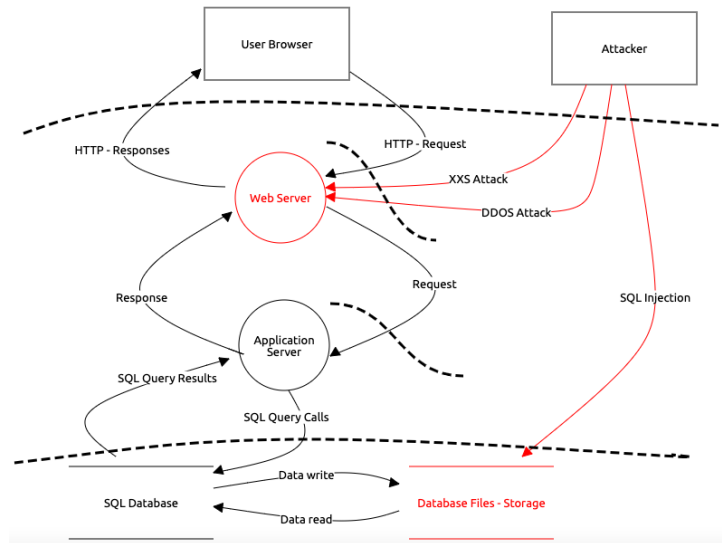 User Browser
Attacker
HTTP - Responses
HTTP - Request
XXS Attack
Web Server
DDOS Attack
Request
Response
SQL Injection
Application
Server
SQL Query Results
SQL Query Calls
Data write
SQL Database
Database Files - Storage
Data read